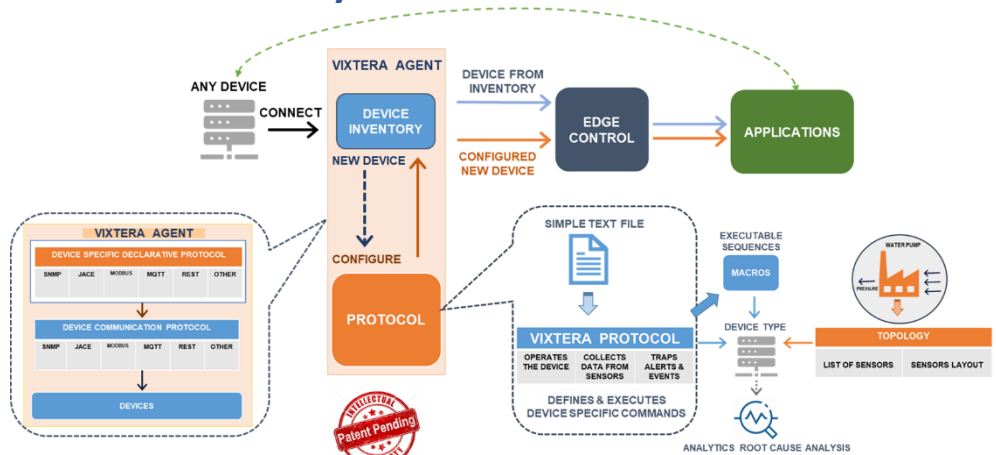 VIXTERA AGENT
ANY DEVICE
CONNECT
DEVICE
INVENTORY
DEVICE FROM
INVENTORY
EDGE
CONTROL
APPLICATIONS
NEW DEVICE
CONFIGURED
NEW DEVICE
CONFIGURE
PROTOCOL
VIXTERA AGENT
DEVICE SPECIFIC DECLARATIVE PROTOCOL
SNMP JACE MODBUS MQTT REST OTHER
DEVICE COMMUNICATION PROTOCOL
SNMP JACE MODBUS MQTT REST OTHER
DEVICES
INTELLECTUAL
Patent Pending
SIMPLE TEXT FILE
VIXTERA PROTOCOL
OPERATES
THE DEVICE
COLLECTS
DATA FROM
SENSORS
TRAPS
ALERTS &
EVENTS
DEFINES & EXECUTES
DEVICE SPECIFIC COMMANDS
EXECUTABLE
SEQUENCES
MACROS
DEVICE TYPE
ANALYTICS ROOT CAUSE ANALYSIS
WATER PUMP
PRESSURE
TOPOLOGY
LIST OF SENSORS
SENSORS LAYOUT